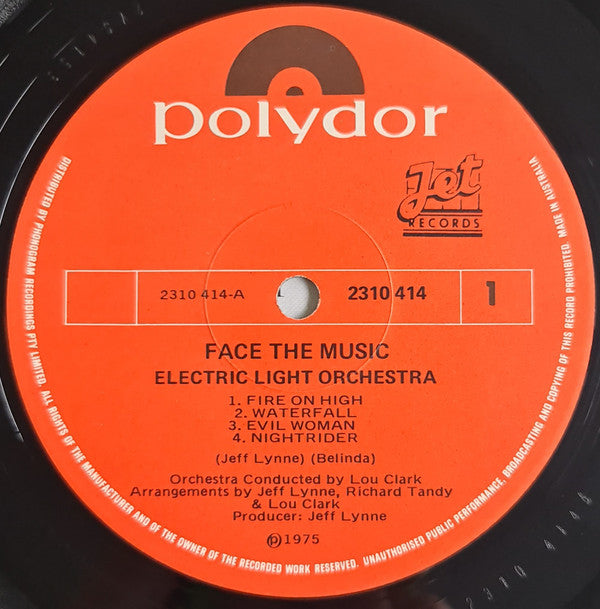 polydor
Jet
RECORDS
2310 414-A
2310 414
1
FACE THE MUSIC
ELECTRIC LIGHT ORCHESTRA
1. FIRE ON HIGH
2. WATERFALL
3. EVIL WOMAN
4. NIGHTRIDER
(Jeff Lynne) (Belinda)
Orchestra Conducted by Lou Clark
Arrangements by Jeff Lynne, Richard Tandy
& Lou Clark
Producer: Jeff Lynne
℗1975
DISTRIBUTED BY PHONOGRAM RECORDINGS PTY LIMITED. ALL RIGHTS OF THE MANUFACTURER AND OF THE OWNER OF THE RECORDED WORK RESERVED. UNAUTHORISED PUBLIC PERFORMANCE, BROADCASTING AND COPYING OF THIS RECORD PROHIBITED. MADE IN AUSTRALIA